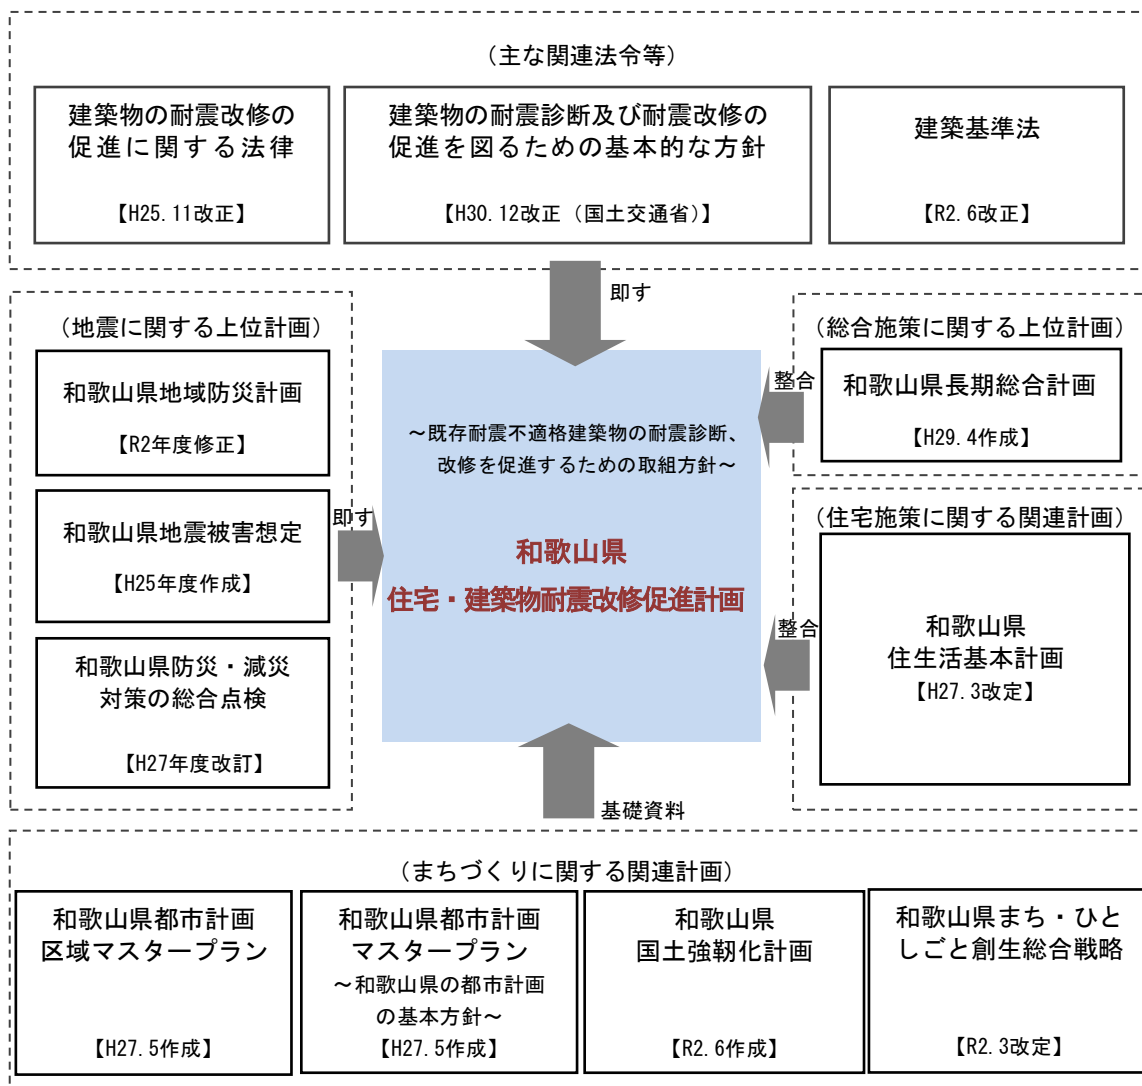 （主な関連法令等）
建築物の耐震改修の
促進に関する法律
【H25.11改正】
建築物の耐震診断及び耐震改修の
促進を図るための基本的な方針
【H30.12改正（国土交通省）】
建築基準法
【R2.6改正】
即す
（地震に関する上位計画）
和歌山県地域防災計画
【R2年度修正】
和歌山県地震被害想定
【H25年度作成】
和歌山県防災・減災
対策の総合点検
【H27年度改訂】
即す
～既存耐震不適格建築物の耐震診断、
改修を促進するための取組方針～
和歌山県
住宅・建築物耐震改修促進計画
（総合施策に関する上位計画）
整合
和歌山県長期総合計画
【H29.4作成】
（住宅施策に関する関連計画）
整合
和歌山県
住生活基本計画
【H27.3改定】
基礎資料
（まちづくりに関する関連計画）
和歌山県都市計画
区域マスタープラン
【H27.5作成】
和歌山県都市計画
マスタープラン
～和歌山県の都市計画
の基本方針～
【H27.5作成】
和歌山県
国土強靭化計画
【R2.6作成】
和歌山県まち・ひと
しごと創生総合戦略
【R2.3改定】